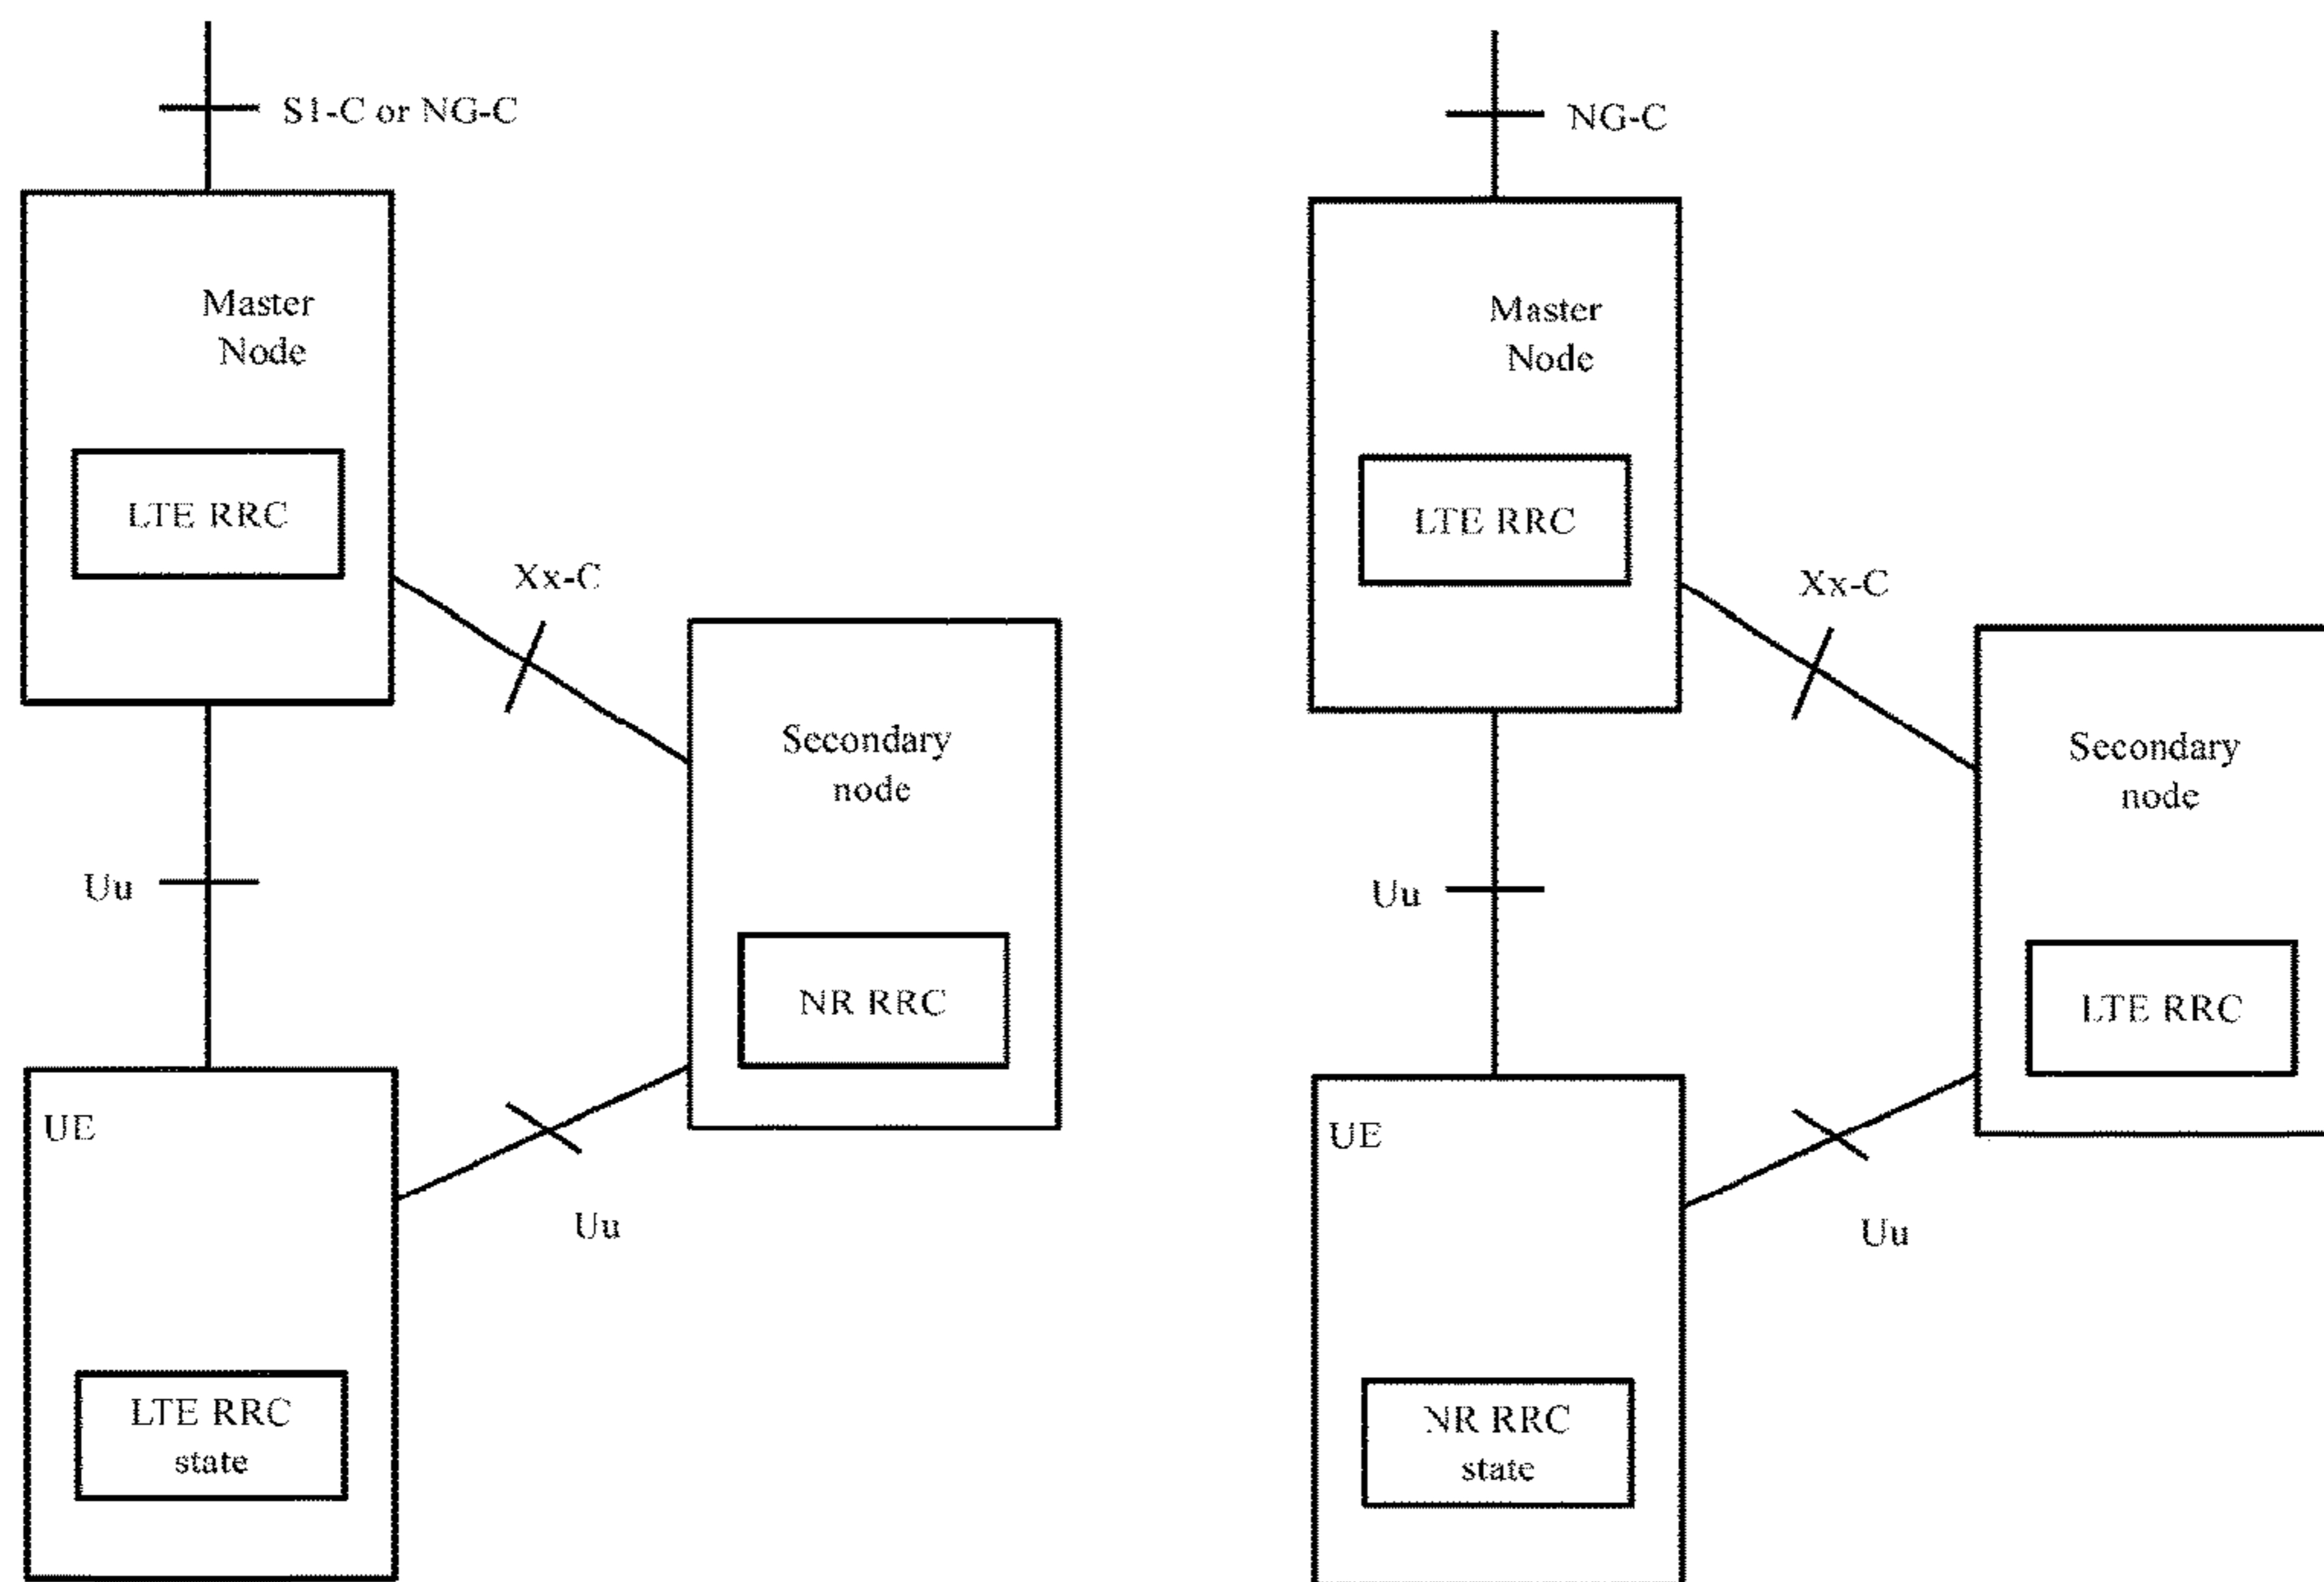 S1-C or NG-C
Master
Node
LTE RRC
Xx-C
Secondary
node
Uu
NR RRC
UE
Uu
LTE RRC
state
NG-C
Master
Node
LTE RRC
Xx-C
Secondary
node
Uu
LTE RRC
UE
Uu
NR RRC
state